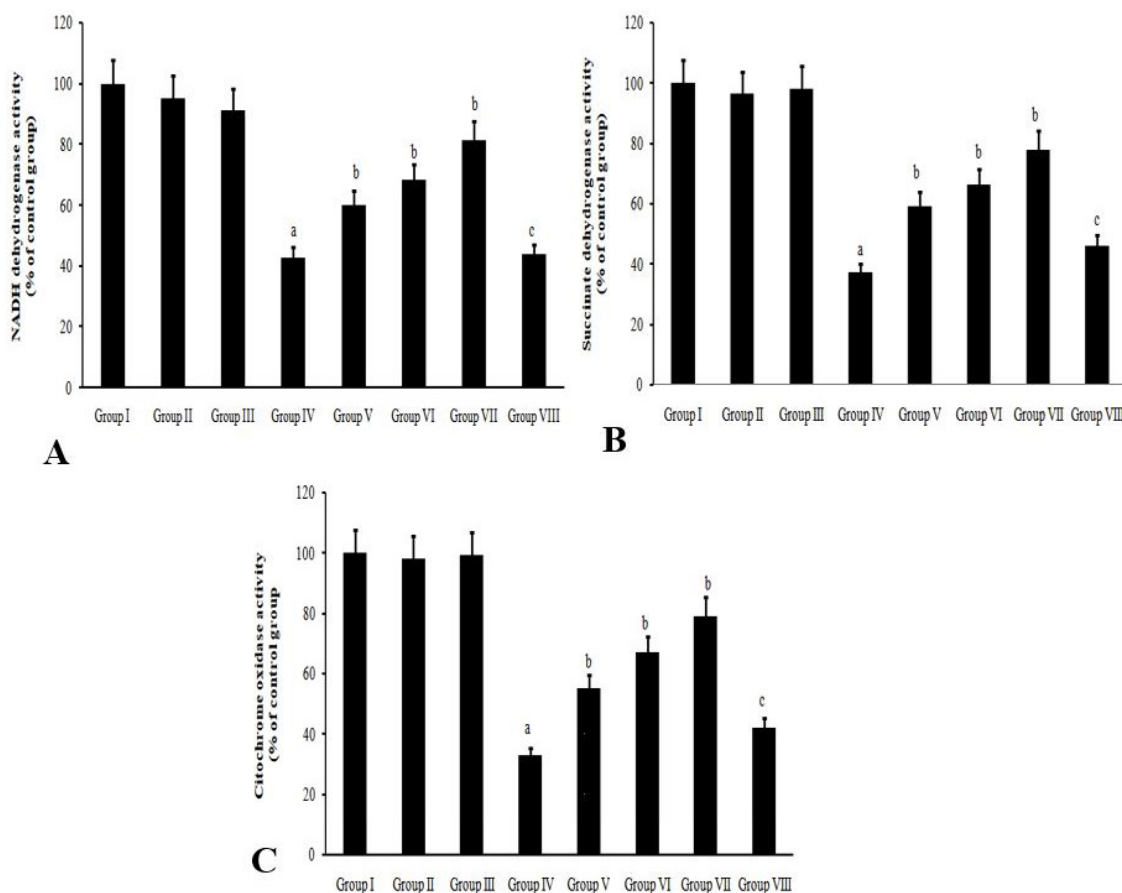 NADH dehydrogenase activity
(% of control group)
120
100
80
60
40
20
0
a
b
b
b
c
Group I Group II Group III Group IV Group V Group VI Group VII Group VIII
A
Succinate dehydrogenase activity
(% of control group)
120
100
80
60
40
20
0
a
b
b
b
c
Group I Group II Group III Group IV Group V Group VI Group VII Group VIII
B
Citochrome oxidase activity
(% of control group
120
100
80
60
40
20
0
a
b
b
b
c
Group I Group II Group III Group IV Group V Group VI Group VII Group VIII
C